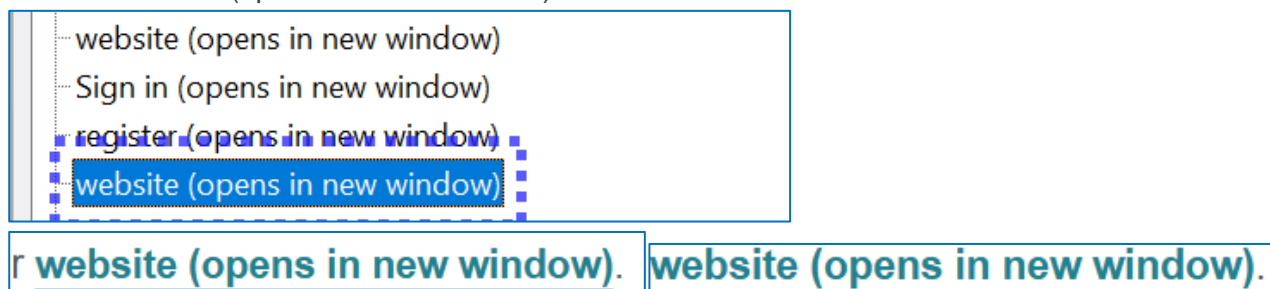 website (opens in new window)
Sign in (opens in new window)
register (opens in new window)
website (opens in new window)
r website (opens in new window). website (opens in new window).